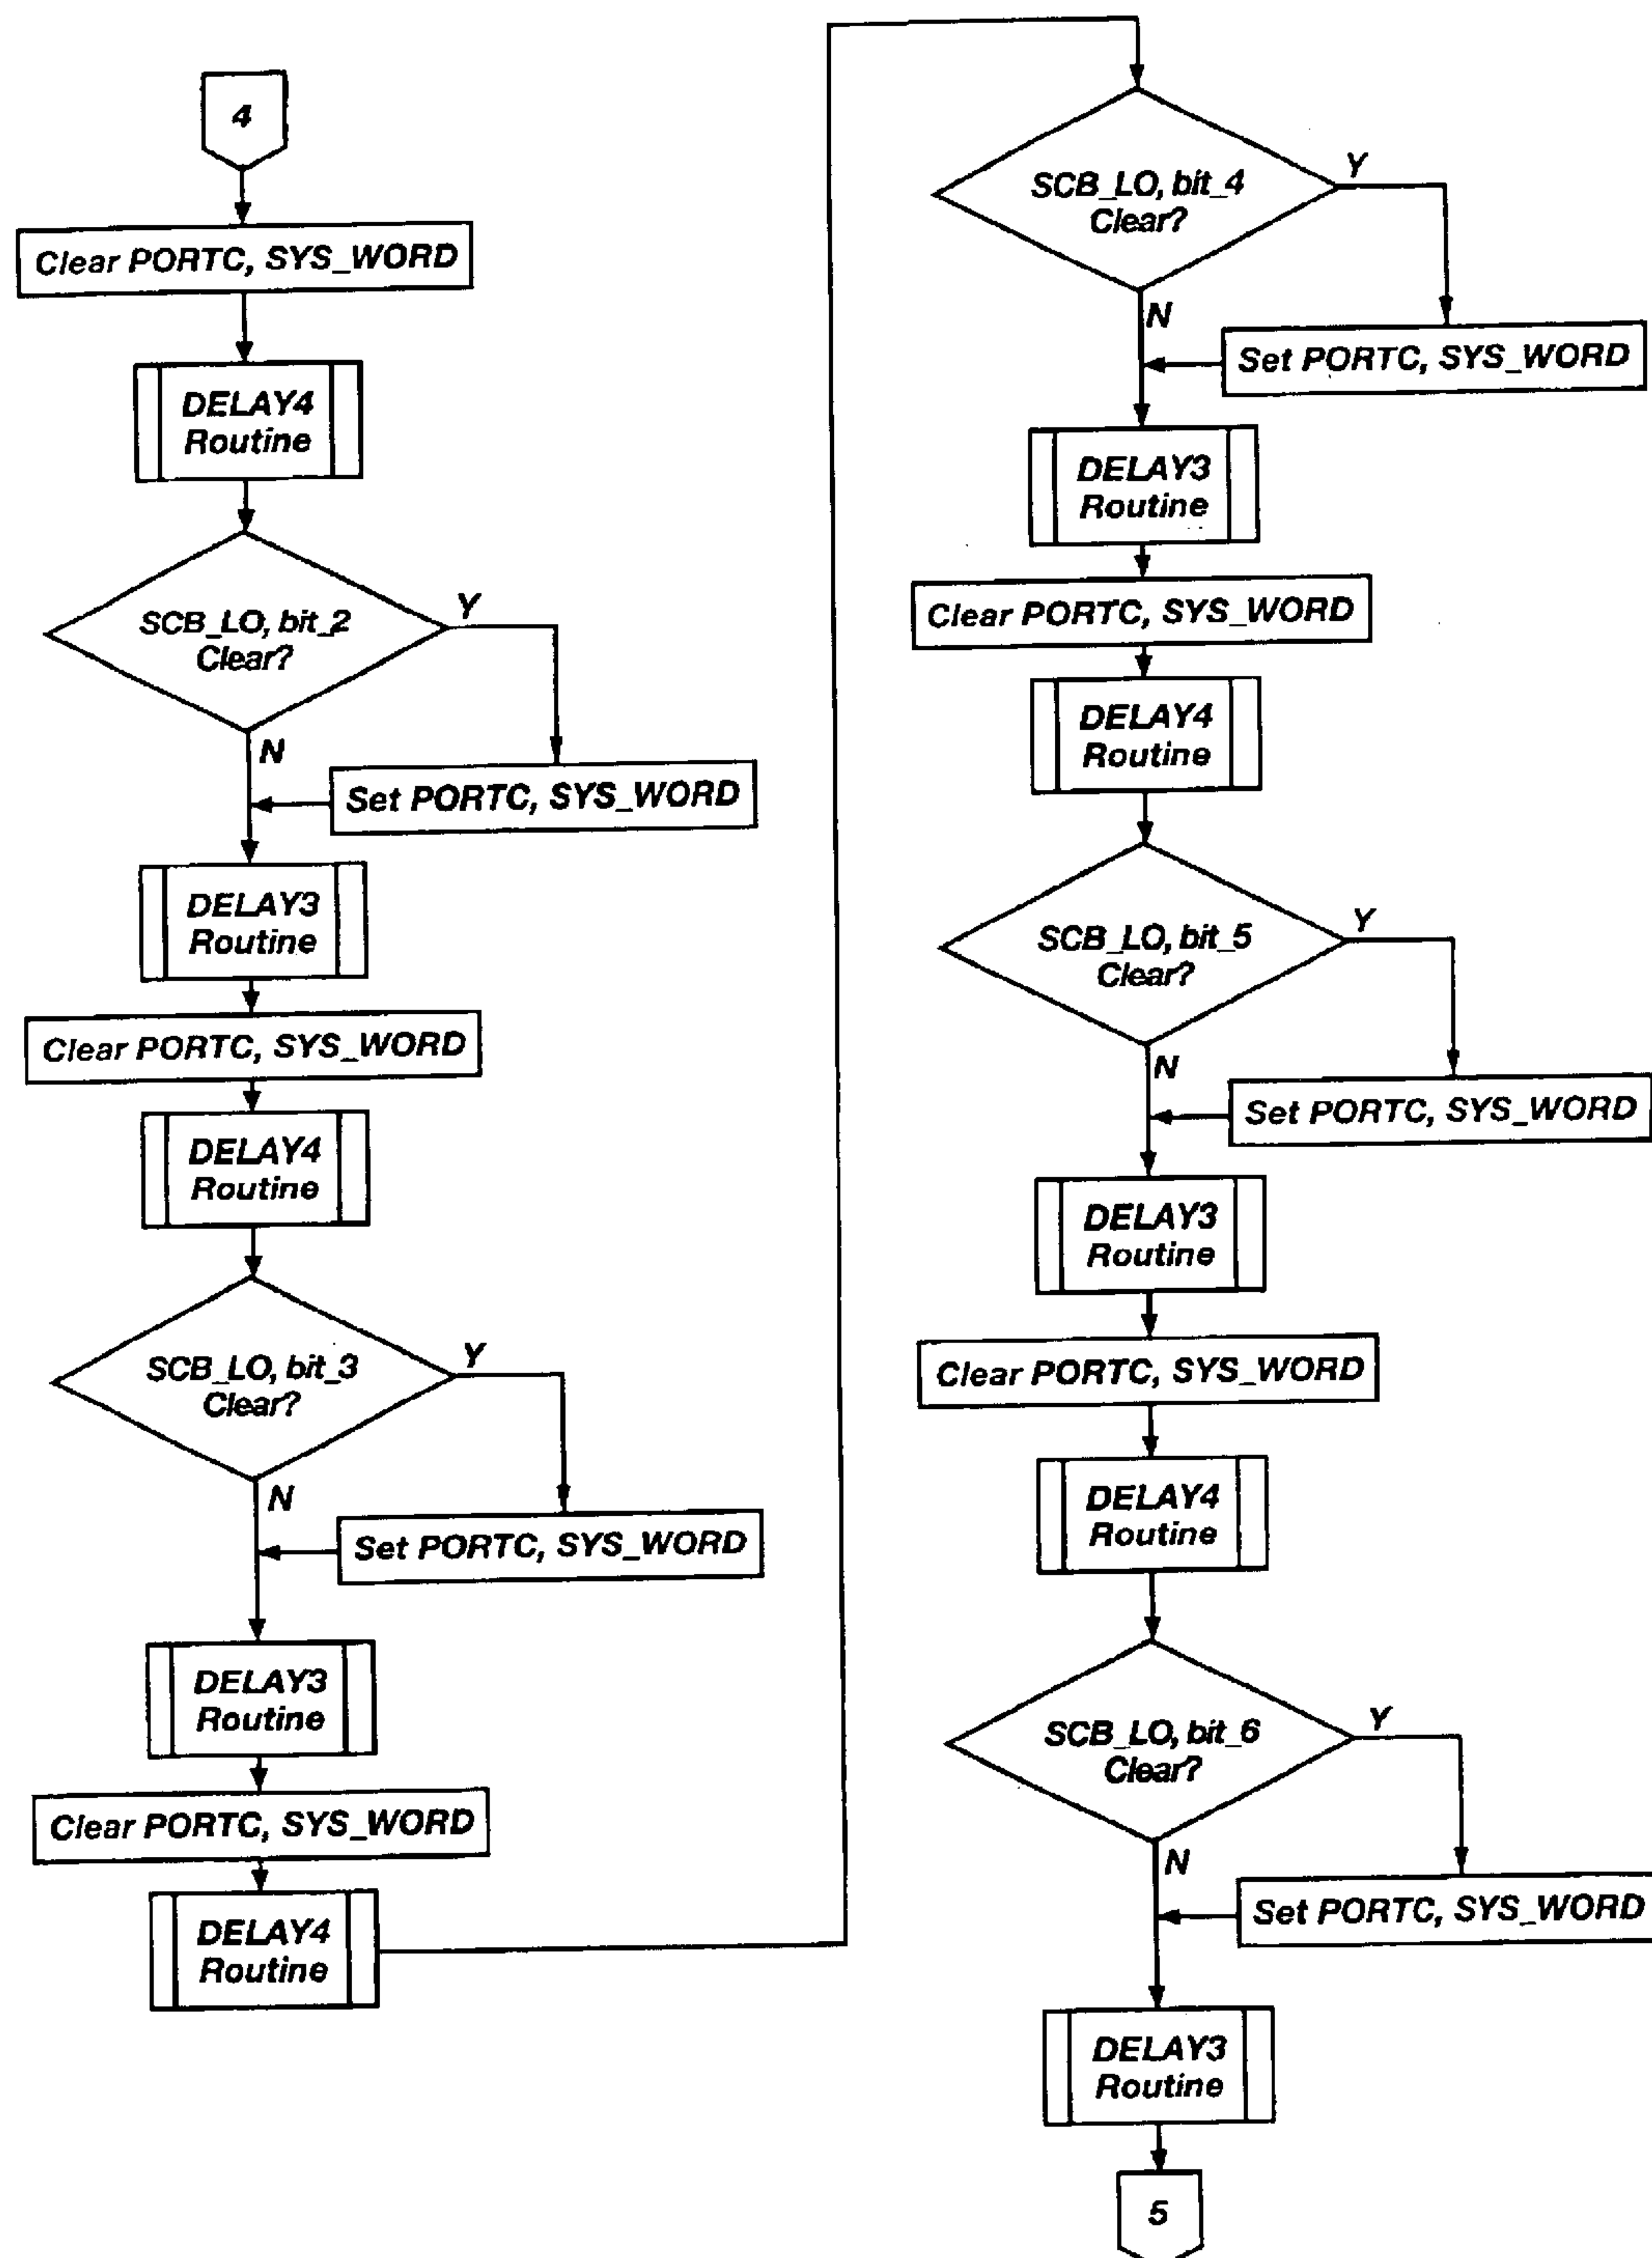 4
Clear PORTC, SYS_WORD
DELAY4
Routine
SCB_LO, bit_2
Clear?
Y
N
Set PORTC, SYS_WORD
DELAY3
Routine
Clear PORTC, SYS_WORD
DELAY4
Routine
SCB_LO, bit_3
Clear?
Y
N
Set PORTC, SYS_WORD
DELAY3
Routine
Clear PORTC, SYS_WORD
DELAY4
Routine
SCB_LO, bit_4
Clear?
Y
N
Set PORTC, SYS_WORD
DELAY3
Routine
Clear PORTC, SYS_WORD
DELAY4
Routine
SCB_LO, bit_5
Clear?
Y
N
Set PORTC, SYS_WORD
DELAY3
Routine
Clear PORTC, SYS_WORD
DELAY4
Routine
SCB_LO, bit_6
Clear?
Y
N
Set PORTC, SYS_WORD
DELAY3
Routine
5